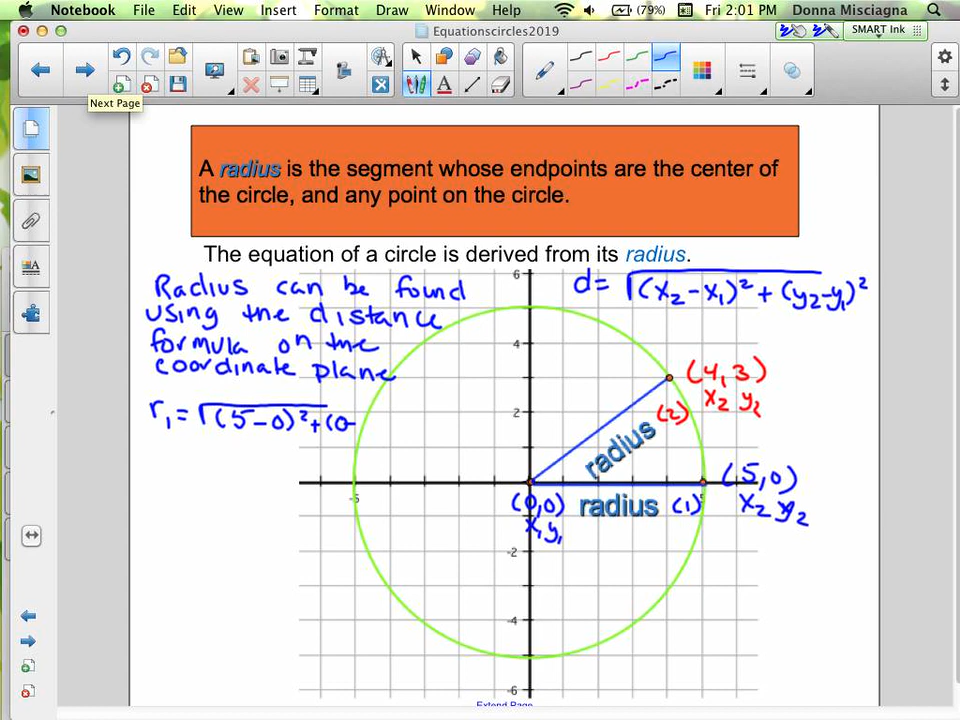 Notebook File Edit View Insert Format Draw Window Help (79%) Fri 2:01 PM Donna Misciagna
Equationscircles2019
SMART Ink
Next Page
A radius is the segment whose endpoints are the center of
the circle, and any point on the circle.
The equation of a circle is derived from its radius.
Radius can be found
using the distance
formula on the
coordinate plane
r₁ = √(5-0)²+(0-
d= √(x₂-x₁)²+(y₂-y₁)²
6
4
2
-2
-4
-6
-5
5
(4,3)
x₂ y₂
(2)
radius
(5,0)
x₂ y₂
(0,0)
x₁ y₁
radius
(1)
Extend Page